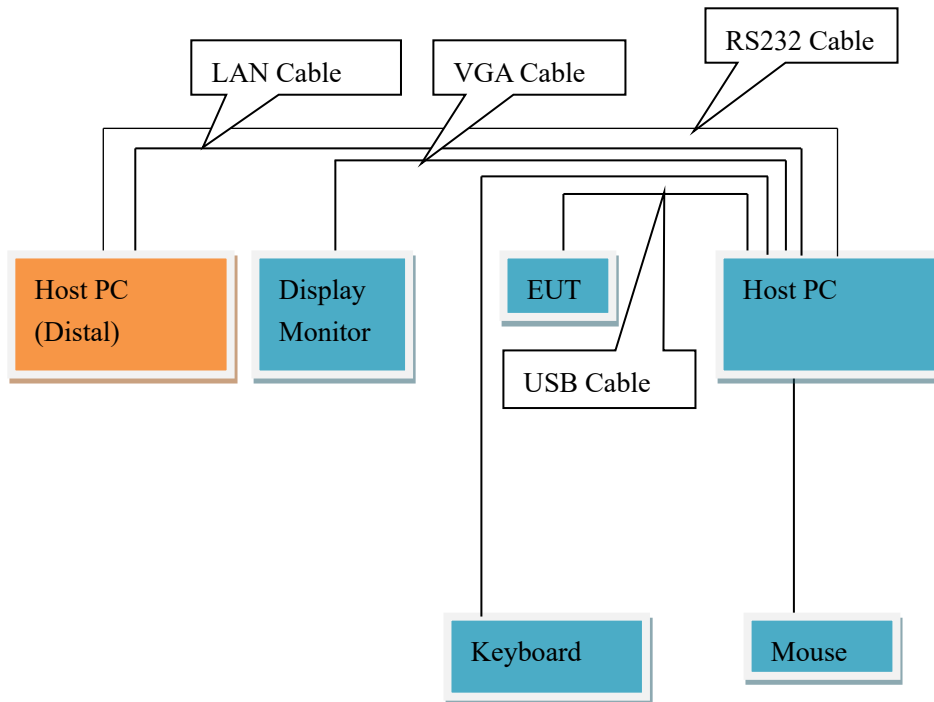 RS232 Cable
LAN Cable
VGA Cable
Host PC
(Distal)
Display
Monitor
EUT
Host PC
USB Cable
Keyboard
Mouse